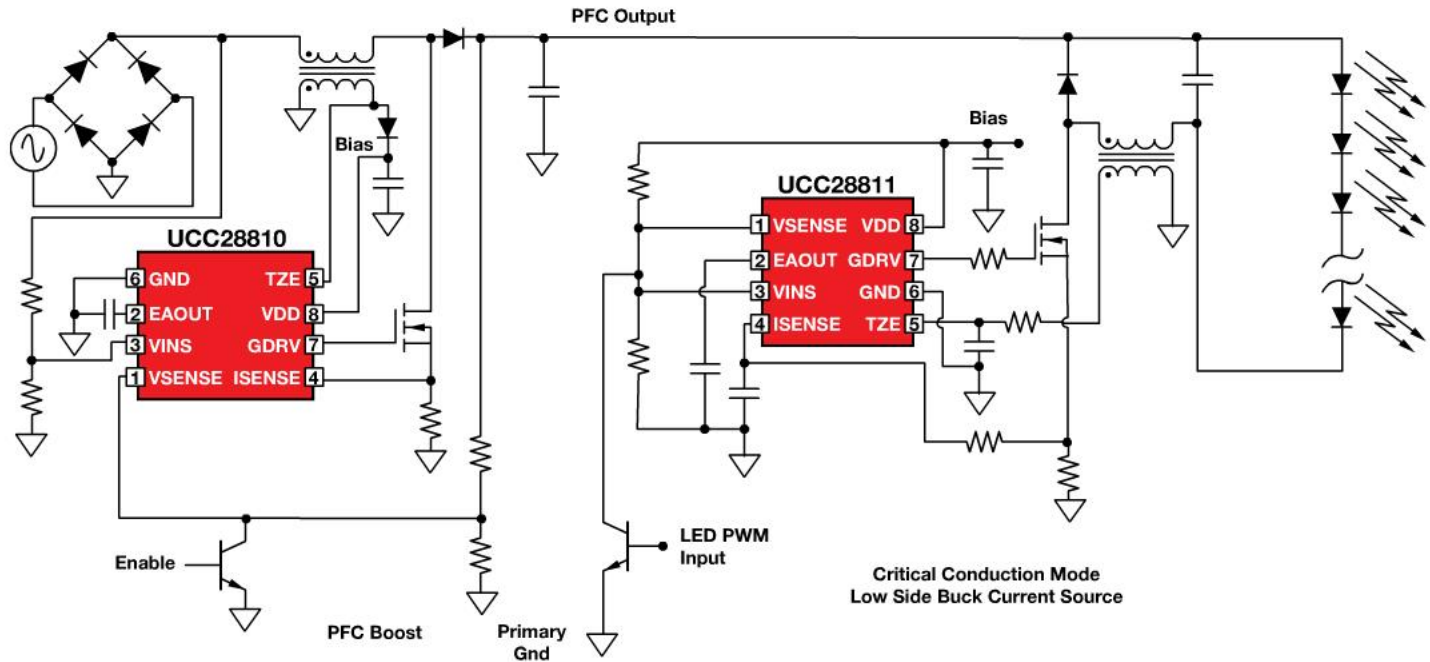 PFC Output
Bias
Bias
UCC28810
6 GND TZE 5
2 EAOUT VDD 8
3 VINS GDRV 7
1 VSENSE ISENSE 4
UCC28811
1 VSENSE VDD 8
2 EAOUT GDRV 7
3 VINS GND 6
4 ISENSE TZE 5
Enable
LED PWM
Input
PFC Boost
Primary
Gnd
Critical Conduction Mode
Low Side Buck Current Source